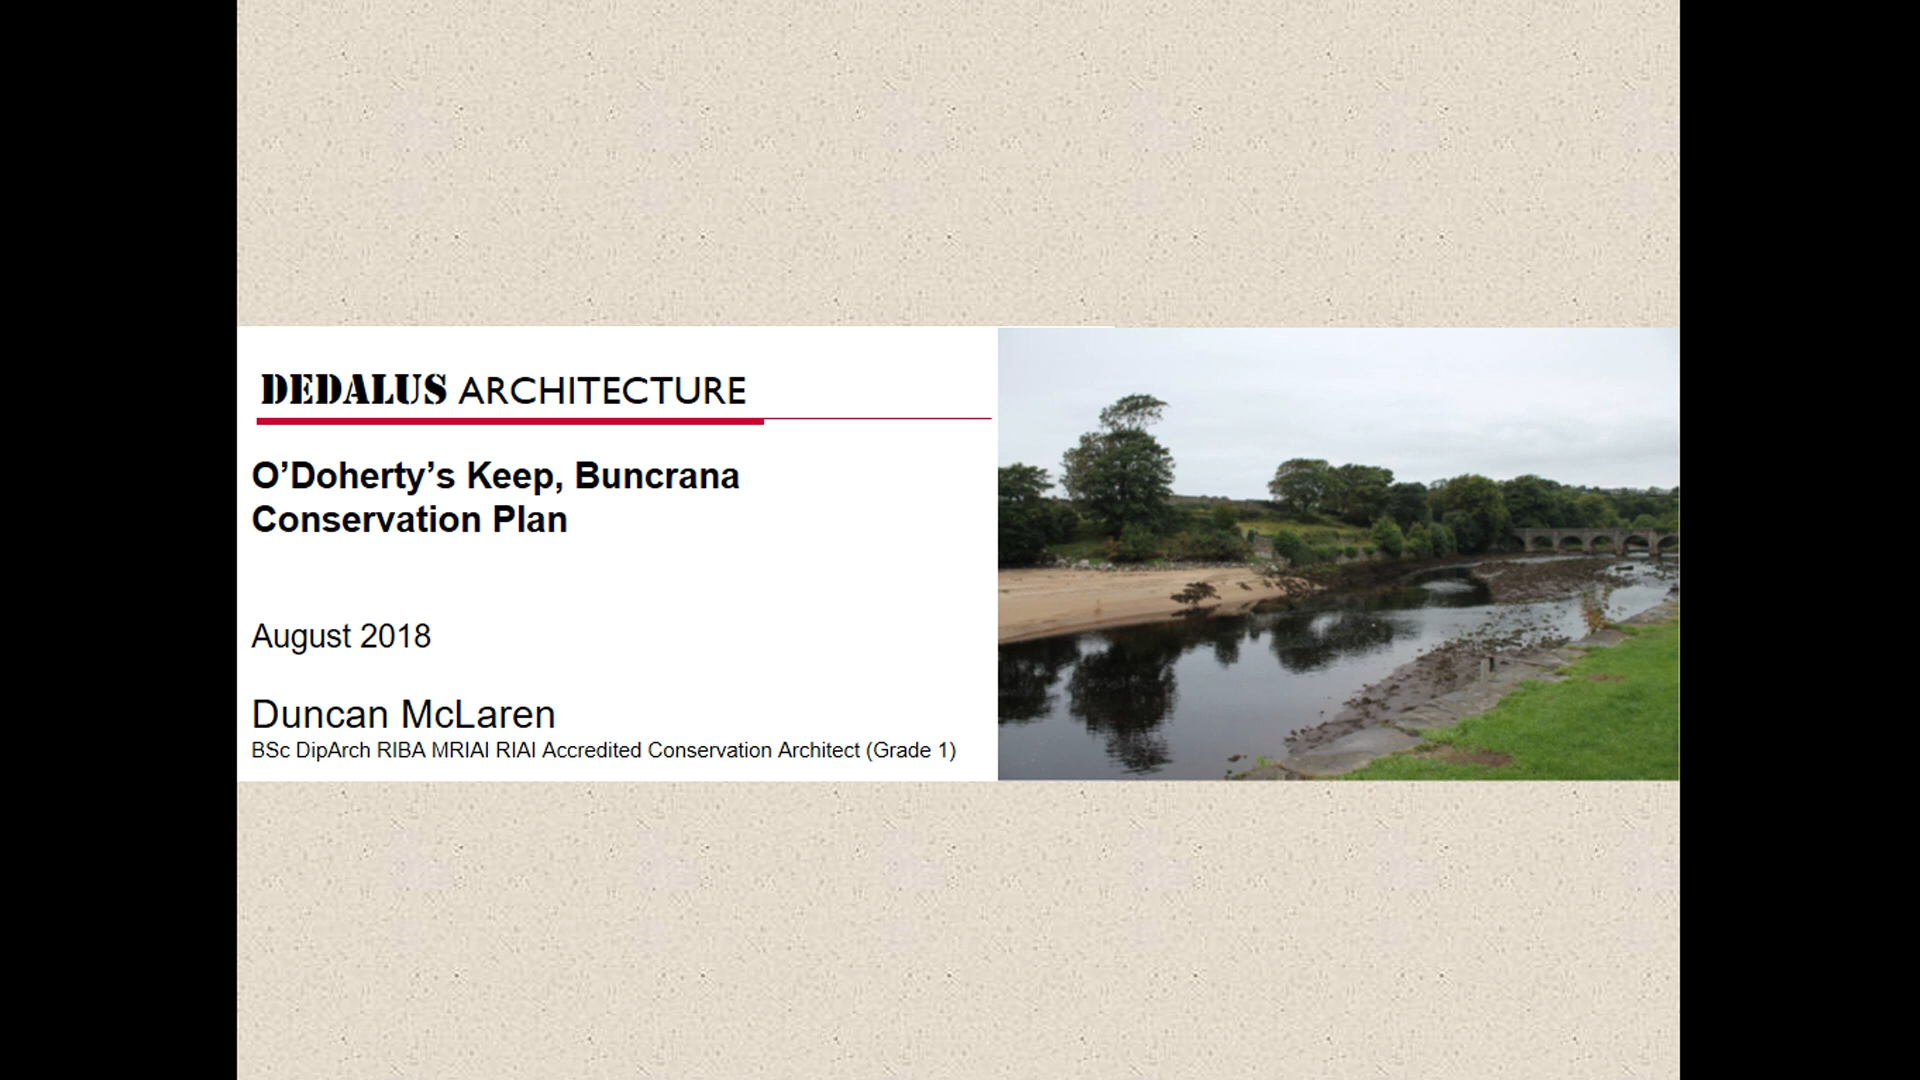 DEDALUS ARCHITECTURE
O’Doherty’s Keep, Buncrana
Conservation Plan
August 2018
Duncan McLaren
BSc DipArch RIBA MRIAI RIAI Accredited Conservation Architect (Grade 1)